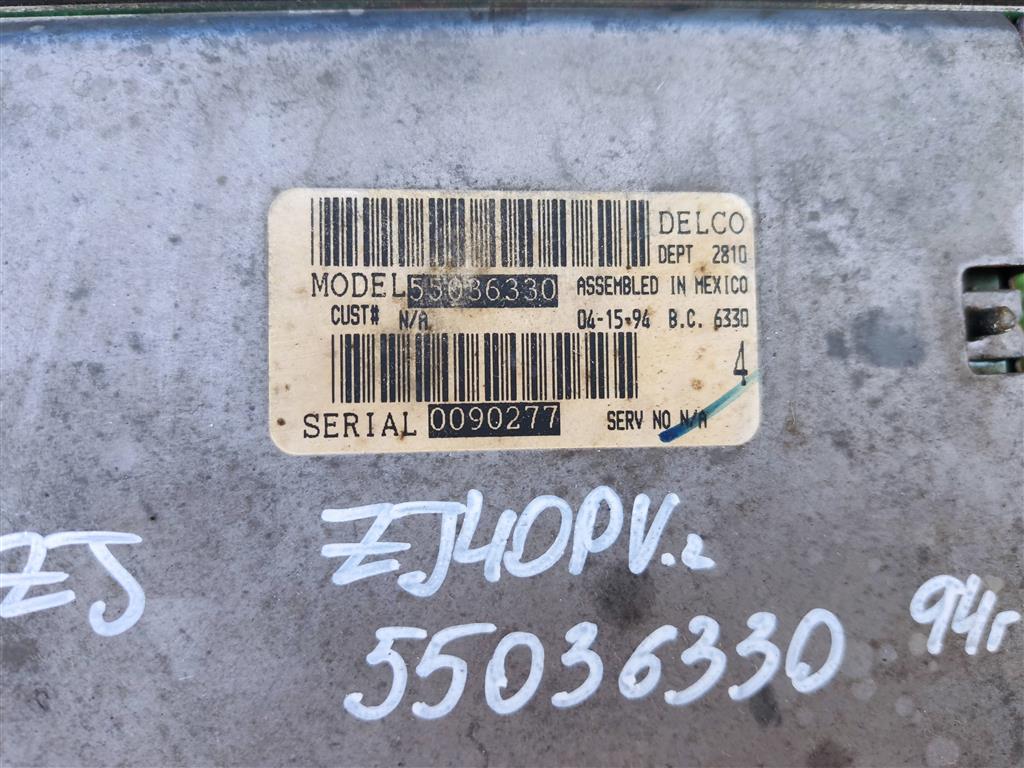 DELCO
DEPT 2810
MODEL 55036330
ASSEMBLED IN MEXICO
CUST# N/A
04-15-94 B.C. 6330
4
SERIAL 0090277
SERV NO N/A
ZJ
ZJ40PV.2
94г
55036330